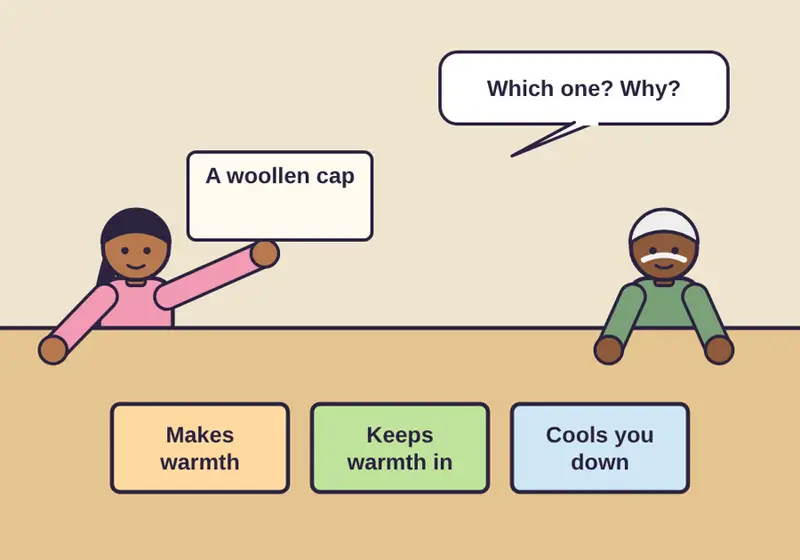 Which one? Why?
A woollen cap
Makes
warmth
Keeps
warmth in
Cools you
down